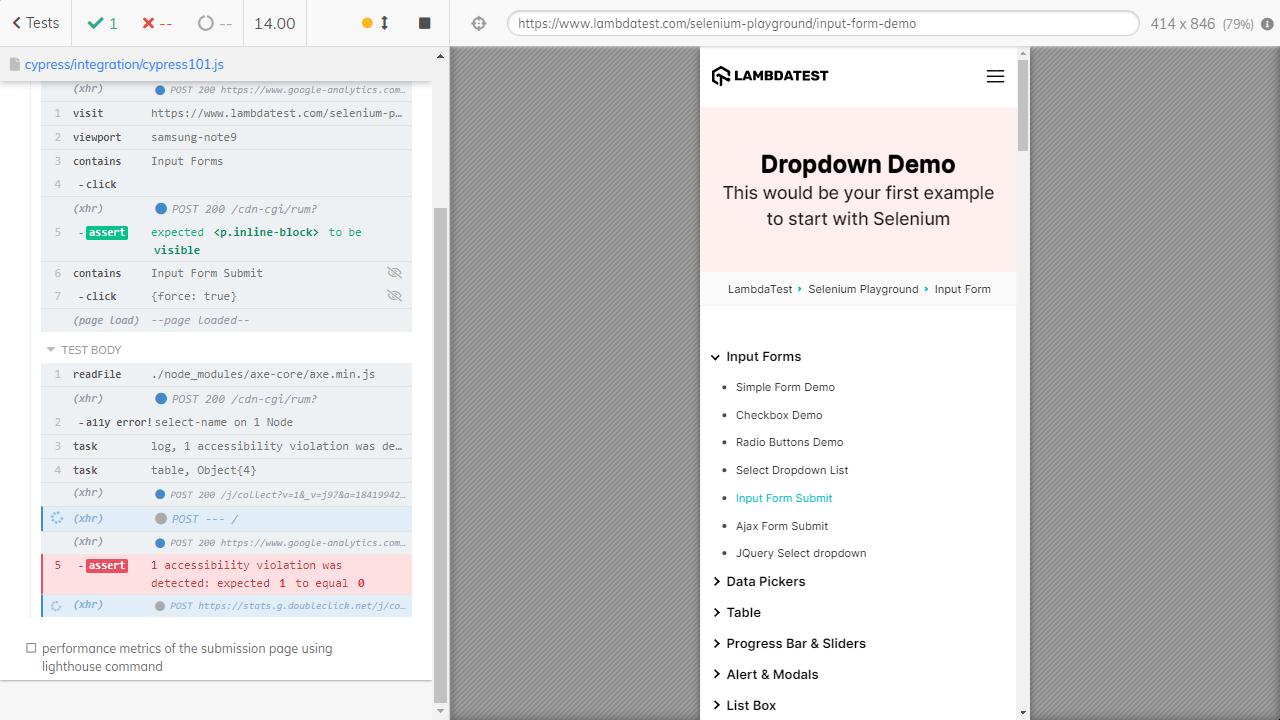 Tests
1
--
--
14.00
https://www.lambdatest.com/selenium-playground/input-form-demo
414 x 846 (79%)
cypress/integration/cypress101.js
(xhr) POST 200 https://www.google-analytics.com…
1 visit https://www.lambdatest.com/selenium-p…
2 viewport samsung-note9
3 contains Input Forms
4 - click
(xhr) POST 200 /cdn-cgi/rum?
5 - assert expected <p.inline-block> to be
visible
6 contains Input Form Submit
7 - click {force: true}
(page load) --page loaded--
TEST BODY
1 readFile ./node_modules/axe-core/axe.min.js
(xhr) POST 200 /cdn-cgi/rum?
2 - a11y error! select-name on 1 Node
3 task log, 1 accessibility violation was de…
4 task table, Object{4}
(xhr) POST 200 /j/collect?v=1&_v=j97&a=18419942…
(xhr) POST --- /
(xhr) POST 200 https://www.google-analytics.com…
5 - assert 1 accessibility violation was
detected: expected 1 to equal 0
(xhr) POST https://stats.g.doubleclick.net/j/co…
performance metrics of the submission page using
lighthouse command
LAMBDATEST
Dropdown Demo
This would be your first example
to start with Selenium
LambdaTest › Selenium Playground › Input Form
Input Forms
• Simple Form Demo
• Checkbox Demo
• Radio Buttons Demo
• Select Dropdown List
• Input Form Submit
• Ajax Form Submit
• JQuery Select dropdown
Data Pickers
Table
Progress Bar & Sliders
Alert & Modals
List Box